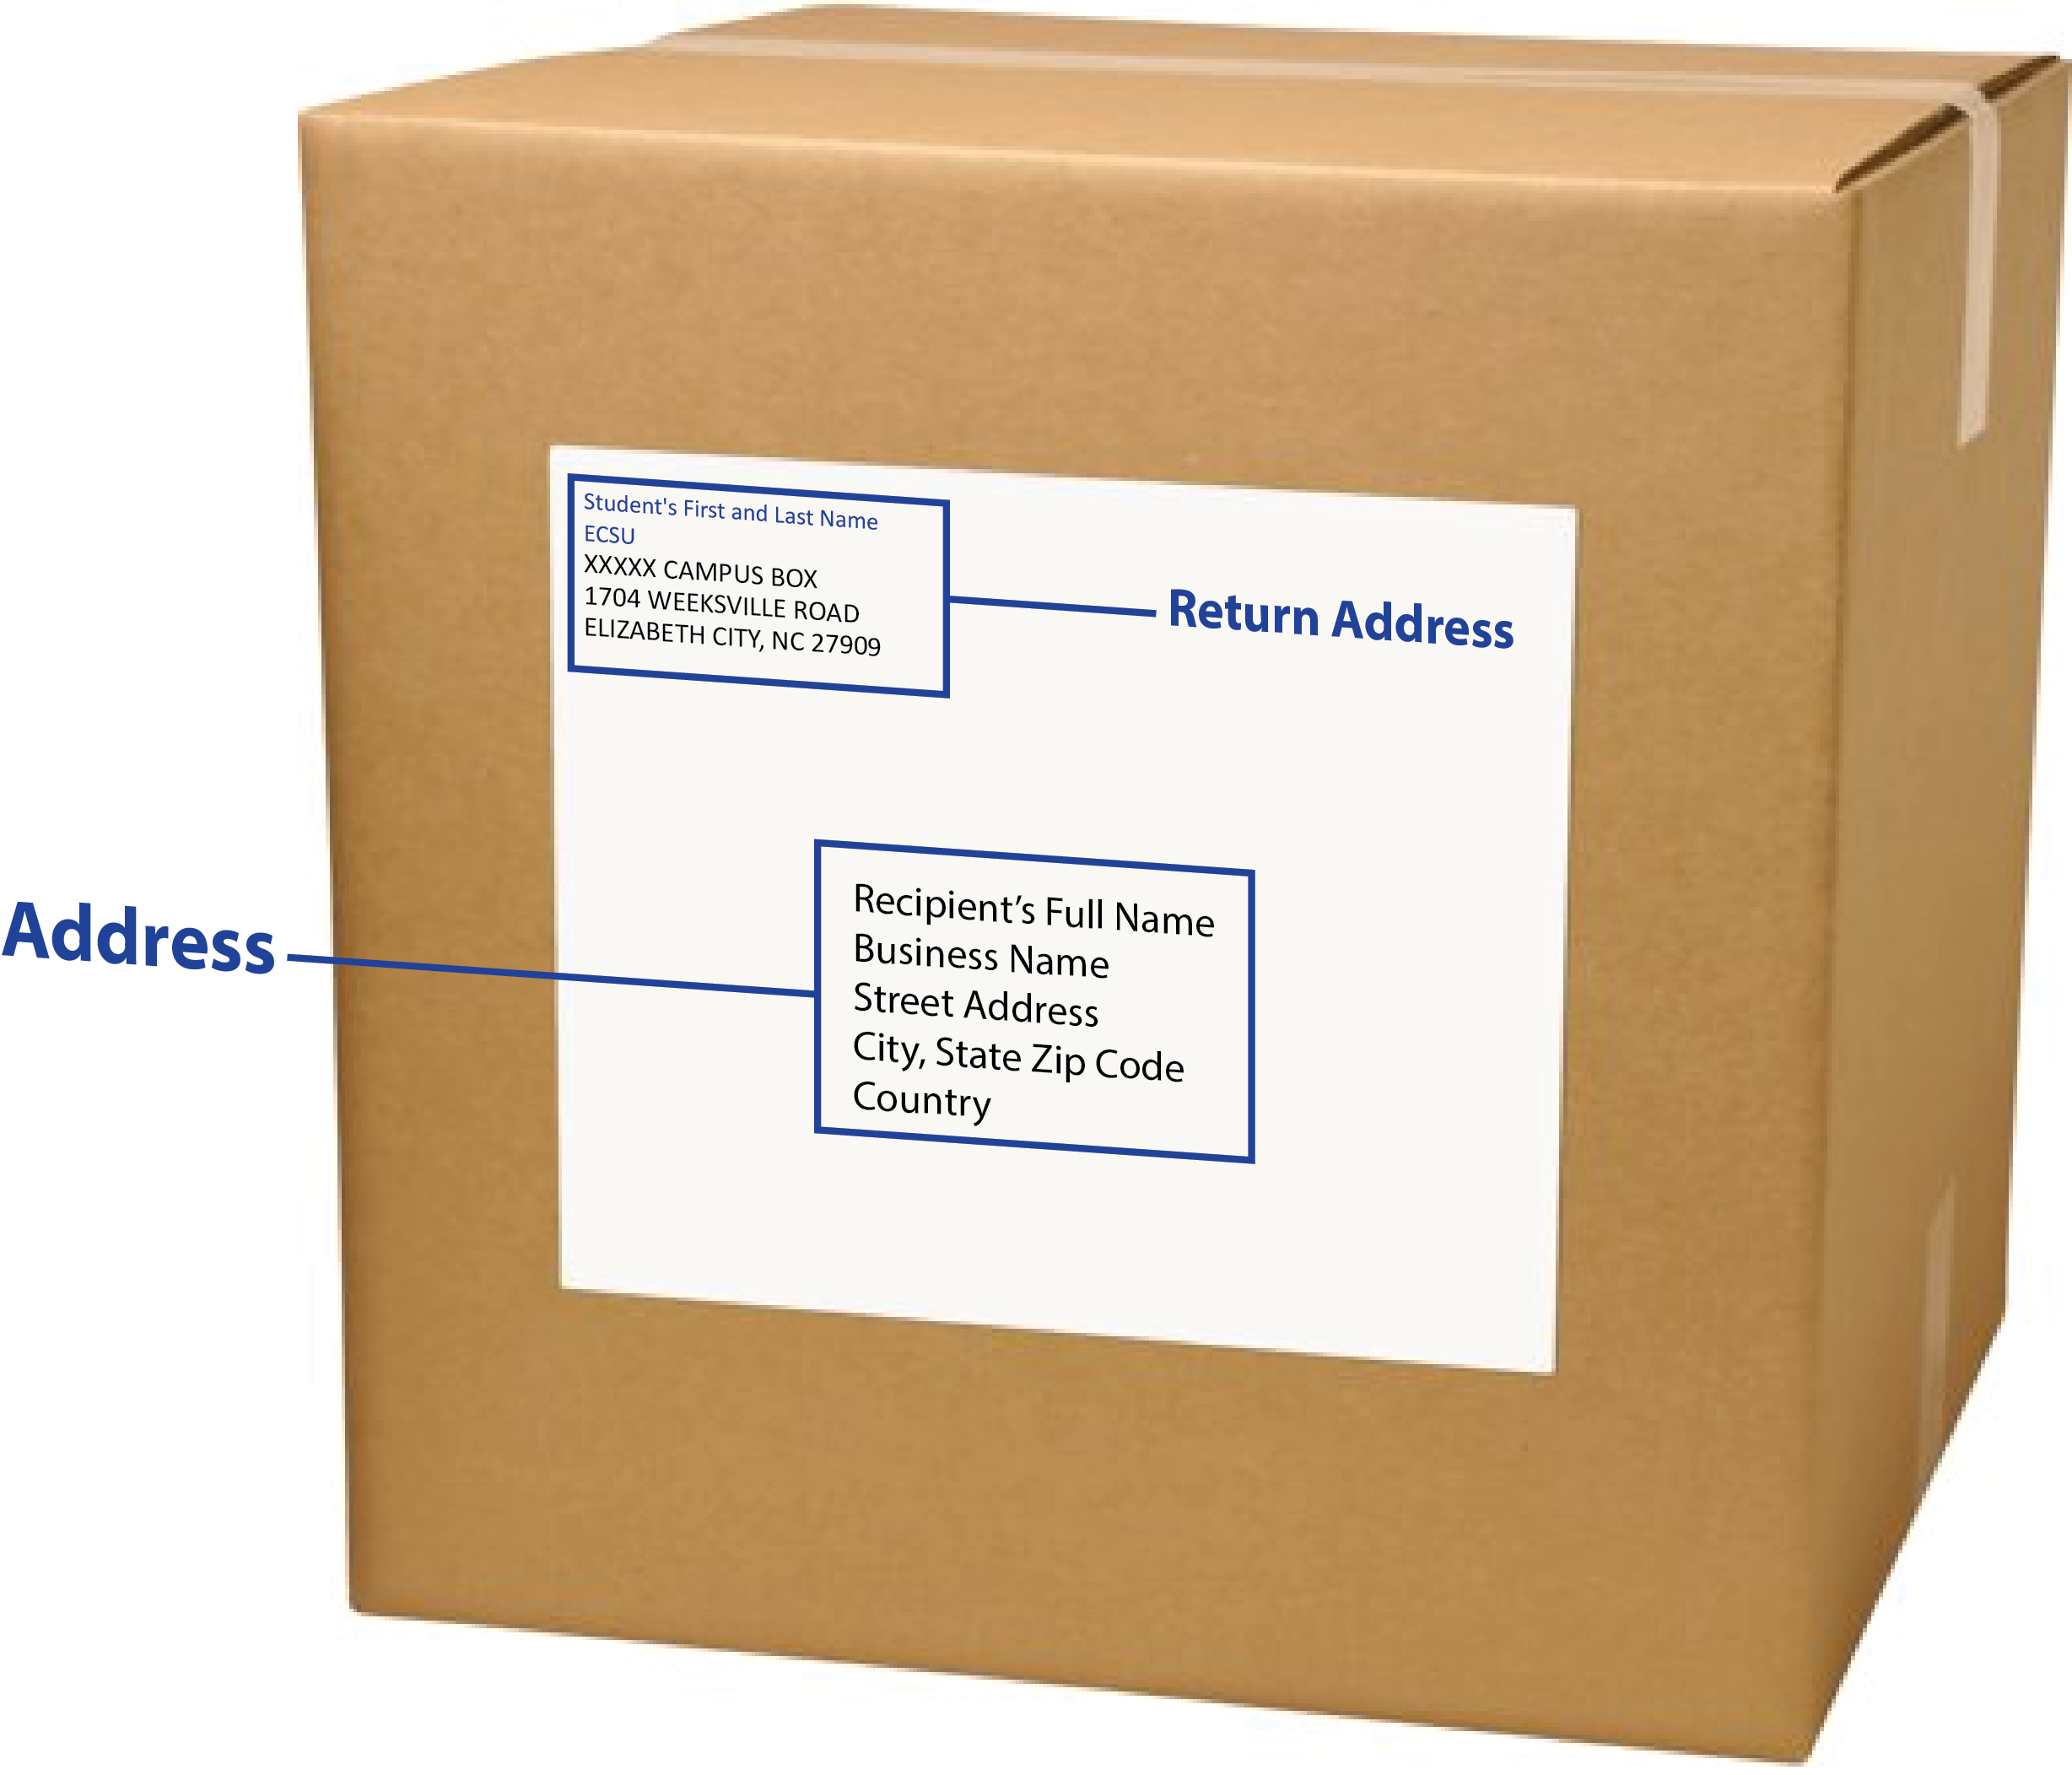 Student's First and Last Name
ECSU
XXXXX CAMPUS BOX
1704 WEEKSVILLE ROAD
ELIZABETH CITY, NC 27909
Return Address
Address
Recipient’s Full Name
Business Name
Street Address
City, State Zip Code
Country